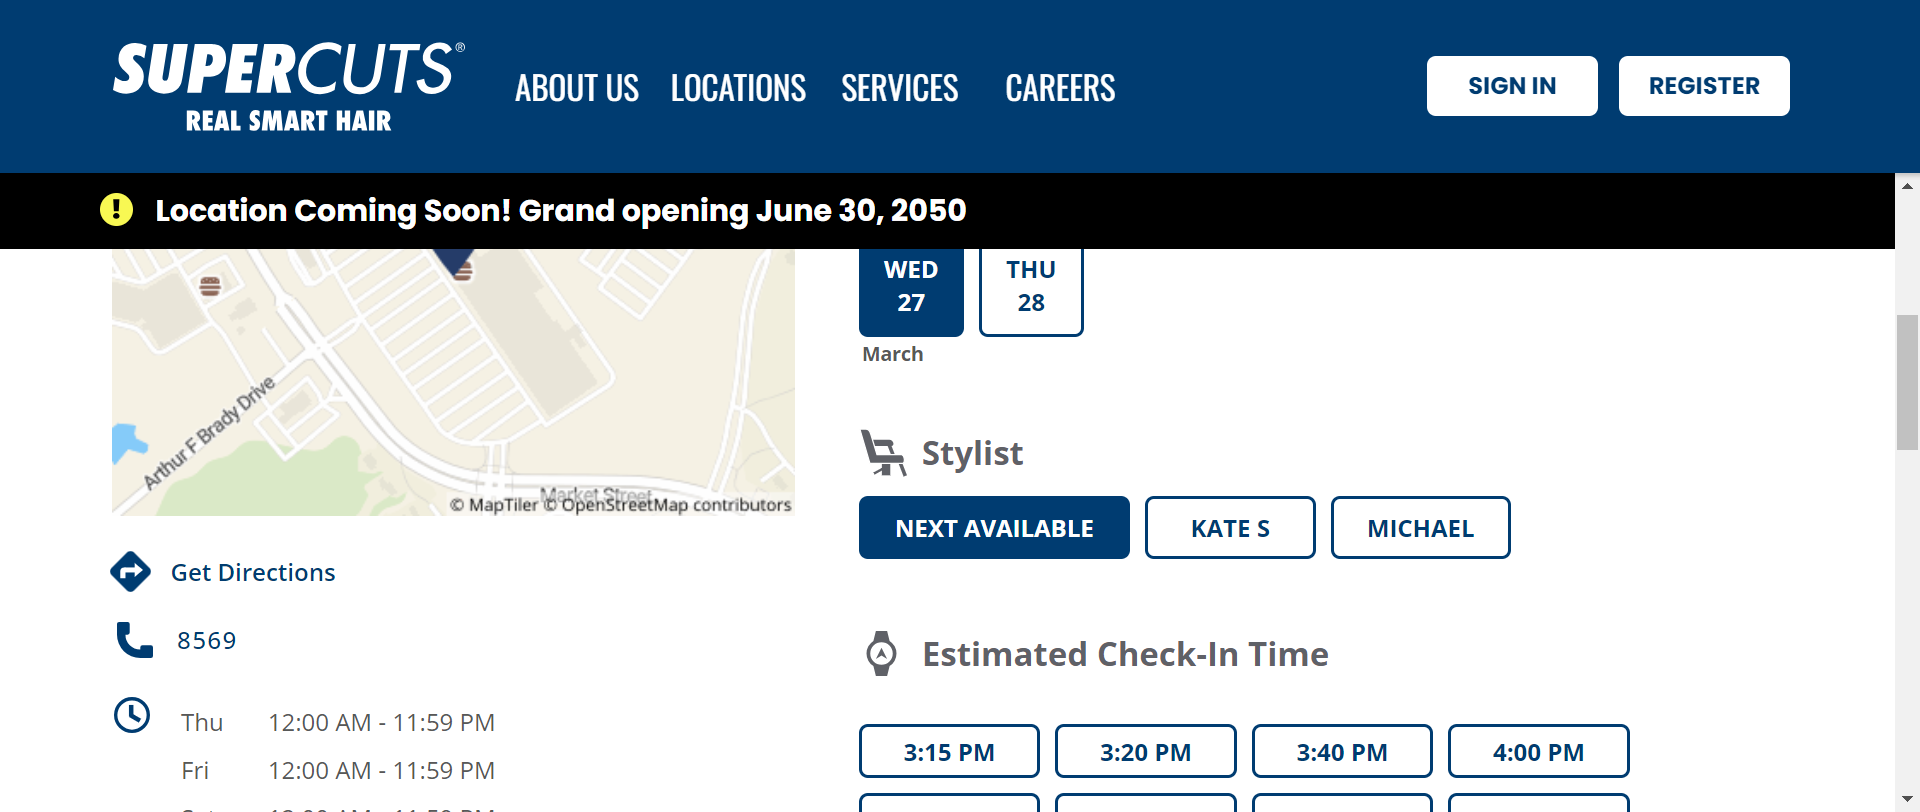 SUPERCUTS®
REAL SMART HAIR
ABOUT US LOCATIONS SERVICES CAREERS
SIGN IN REGISTER
Location Coming Soon! Grand opening June 30, 2050
Arthur F Brady Drive
Market Street
© MapTiler © OpenStreetMap contributors
Get Directions
8569
Thu 12:00 AM - 11:59 PM
Fri 12:00 AM - 11:59 PM
WED
27
THU
28
March
Stylist
NEXT AVAILABLE KATE S MICHAEL
Estimated Check-In Time
3:15 PM 3:20 PM 3:40 PM 4:00 PM